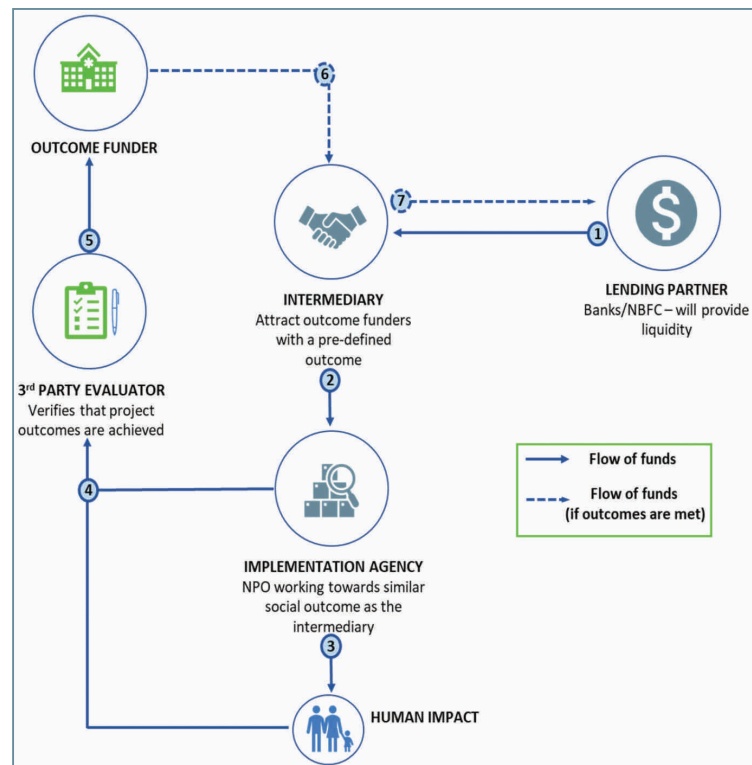 6
OUTCOME FUNDER
7
1
5
LENDING PARTNER
Banks/NBFC – will provide
liquidity
INTERMEDIARY
Attract outcome funders
with a pre-defined
outcome
2
3rd PARTY EVALUATOR
Verifies that project
outcomes are achieved
4
Flow of funds
Flow of funds
(if outcomes are met)
IMPLEMENTATION AGENCY
NPO working towards similar
social outcome as the
intermediary
3
HUMAN IMPACT